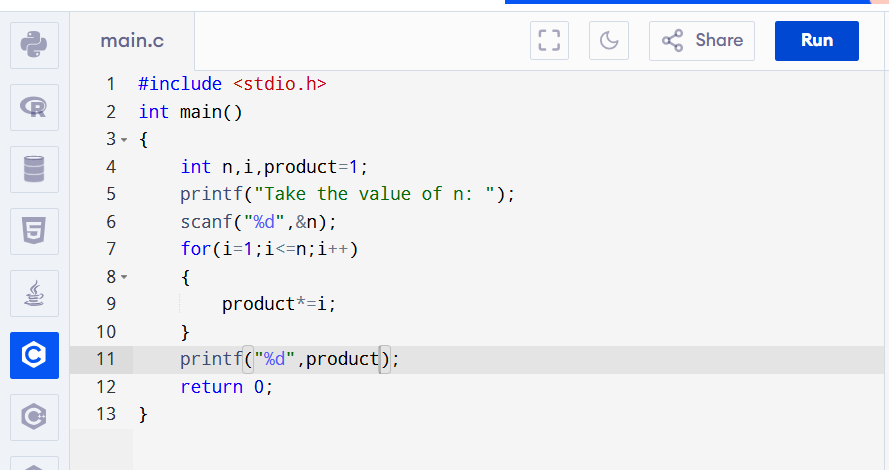 main.c
Share
Run
1 #include <stdio.h>
2 int main()
3 {
4     int n,i,product=1;
5     printf("Take the value of n: ");
6     scanf("%d",&n);
7     for(i=1;i<=n;i++)
8     {
9         product*=i;
10     }
11     printf("%d",product);
12     return 0;
13 }